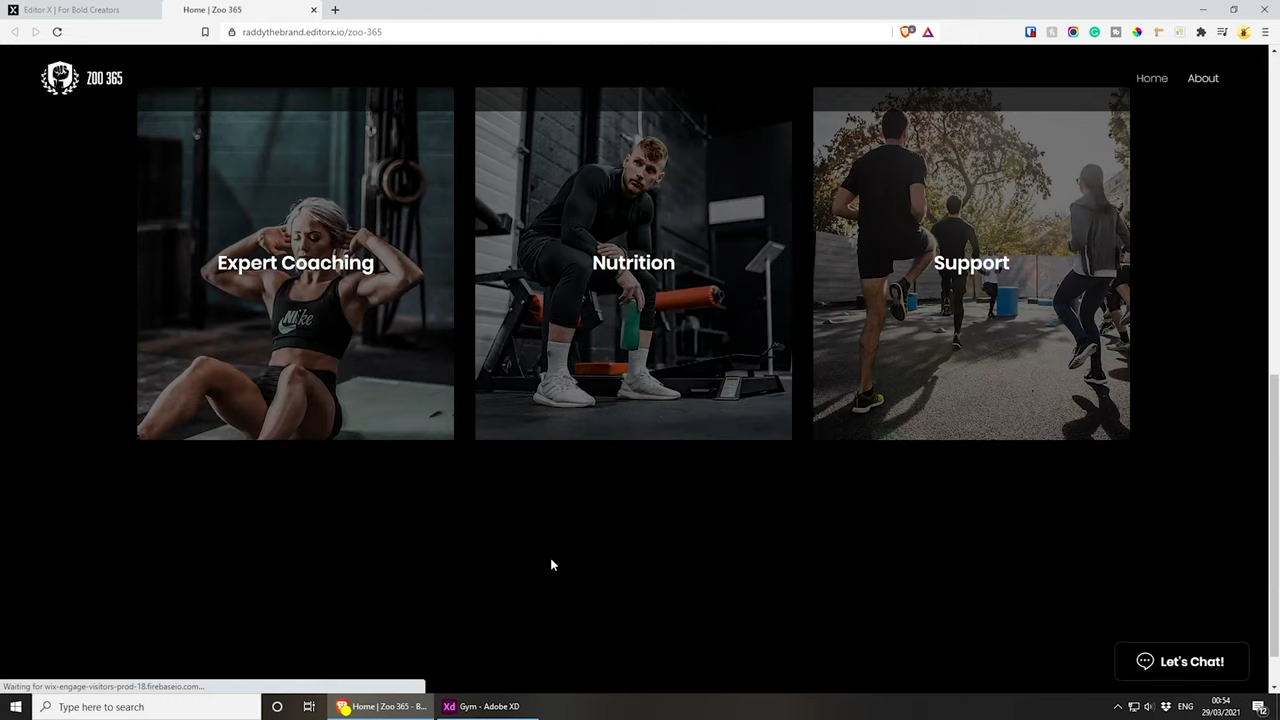 Editor X | For Bold Creators
Home | Zoo 365
raddythebrand.editorx.io/zoo-365
ZOO 365
Home
About
Expert Coaching
Nutrition
Support
Nike
Let's Chat!
Waiting for wix-engage-visitors-prod-18.firebaseio.com...
Type here to search
Home | Zoo 365 - B...
Xd
Gym - Adobe XD
ENG
00:54
29/03/2021